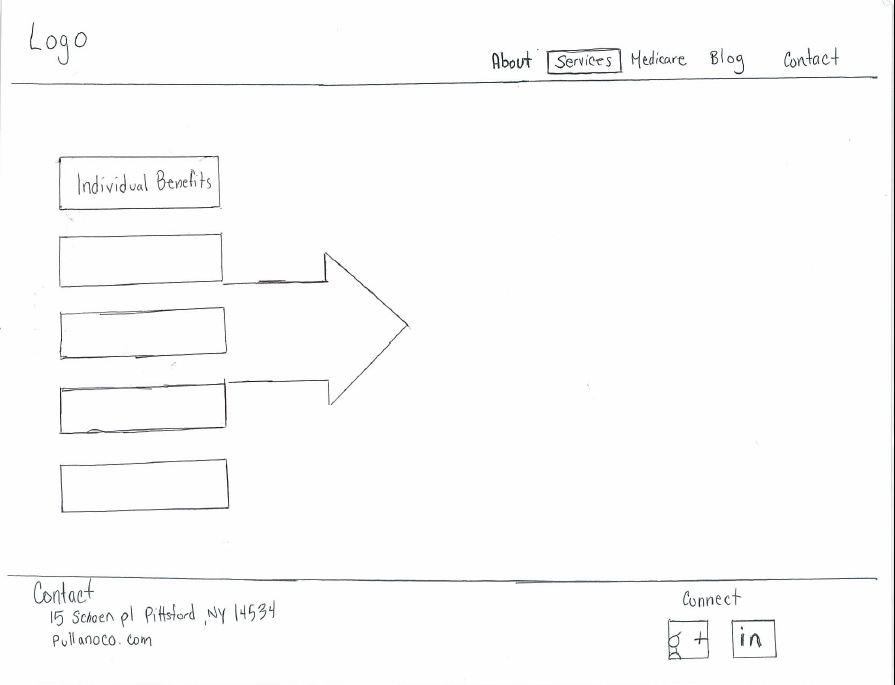 Logo
About Services Medicare Blog Contact
Individual Benefits
Contact
15 Schoen pl Pittsford, NY 14534
pullanoco.com
Connect
g+ in